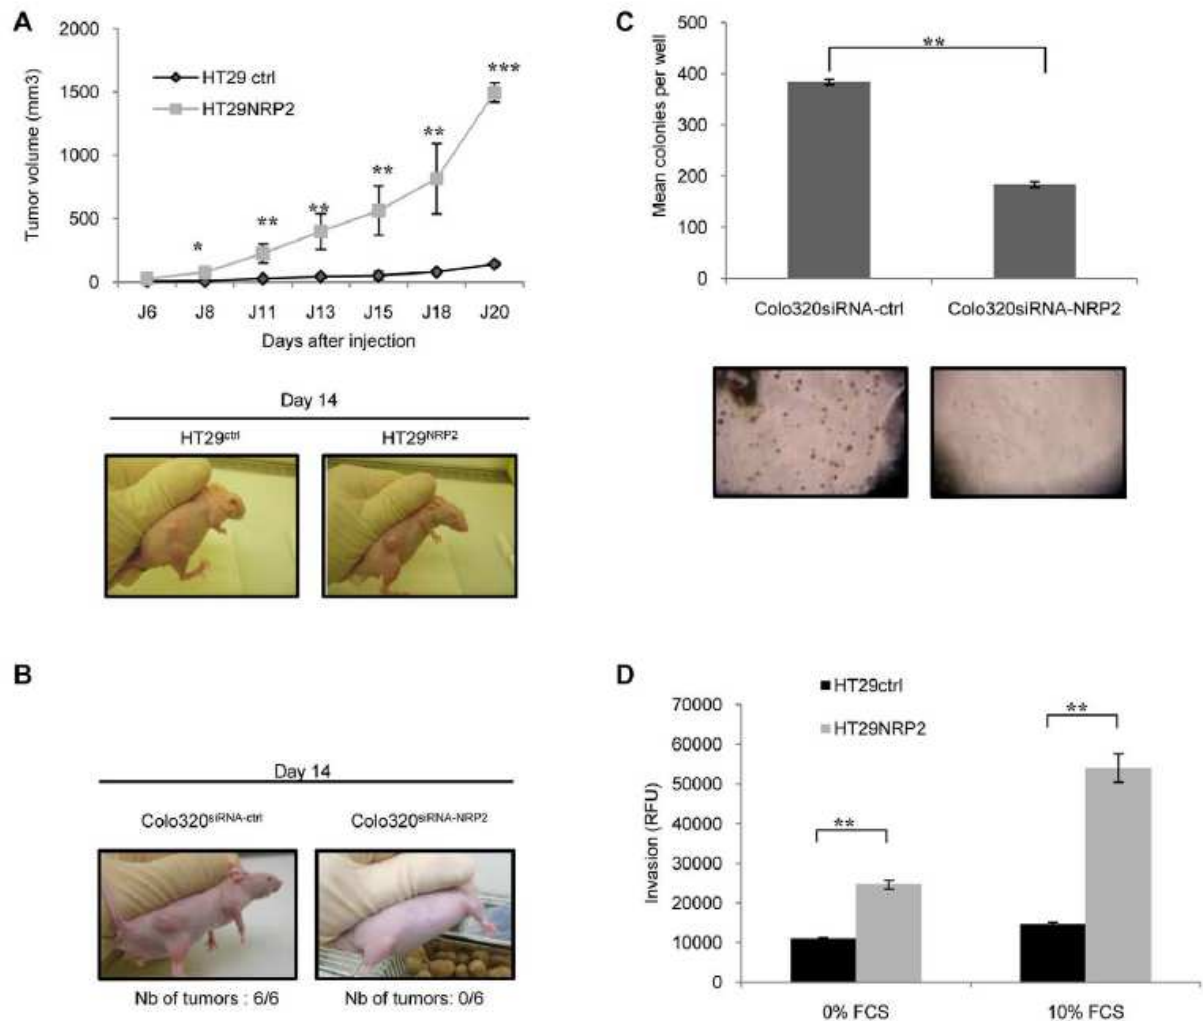 A
2000
1500
1000
500
0
Tumor volume (mm3)
HT29 ctrl
HT29NRP2
*
**
**
**
**
***
J6 J8 J11 J13 J15 J18 J20
Days after injection
Day 14
HT29ctrl HT29NRP2
B
Day 14
Colo320siRNA-ctrl Colo320siRNA-NRP2
Nb of tumors : 6/6 Nb of tumors: 0/6
C
500
400
300
200
100
0
Mean colonies per well
**
Colo320siRNA-ctrl Colo320siRNA-NRP2
D
HT29ctrl
HT29NRP2
70000
60000
50000
40000
30000
20000
10000
0
Invasion (RFU)
**
**
0% FCS 10% FCS